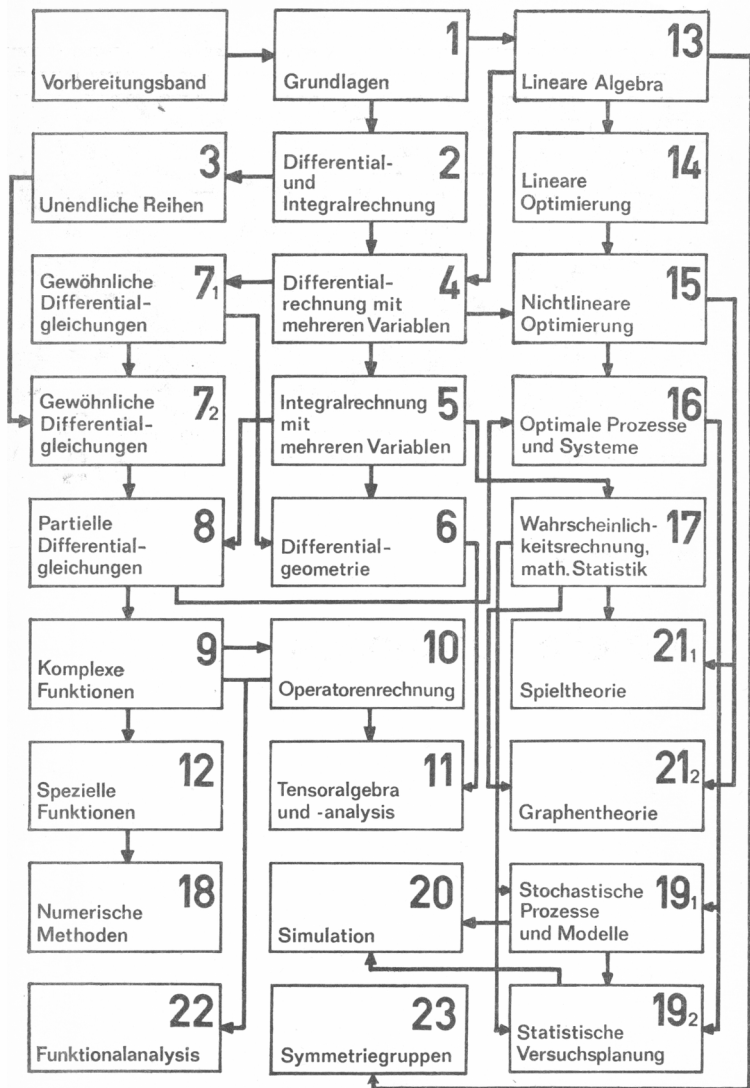 Vorbereitungsband
1
Grundlagen
13
Lineare Algebra
3
Unendliche Reihen
Differential-
und
Integralrechnung
2
14
Lineare
Optimierung
Gewöhnliche
Differential-
gleichungen
7₁
Differential-
rechnung mit
mehreren Variablen
4
15
Nichtlineare
Optimierung
Gewöhnliche
Differential-
gleichungen
7₂
Integralrechnung
mit
mehreren Variablen
5
16
Optimale Prozesse
und Systeme
Partielle
Differential-
gleichungen
8
6
Differential-
geometrie
Wahrscheinlich-
keitsrechnung,
math. Statistik
17
9
Komplexe
Funktionen
10
Operatorenrechnung
21₁
Spieltheorie
12
Spezielle
Funktionen
11
Tensoralgebra
und -analysis
21₂
Graphentheorie
18
Numerische
Methoden
20
Simulation
Stochastische
Prozesse
und Modelle
19₁
22
Funktionalanalysis
23
Symmetriegruppen
19₂
Statistische
Versuchsplanung